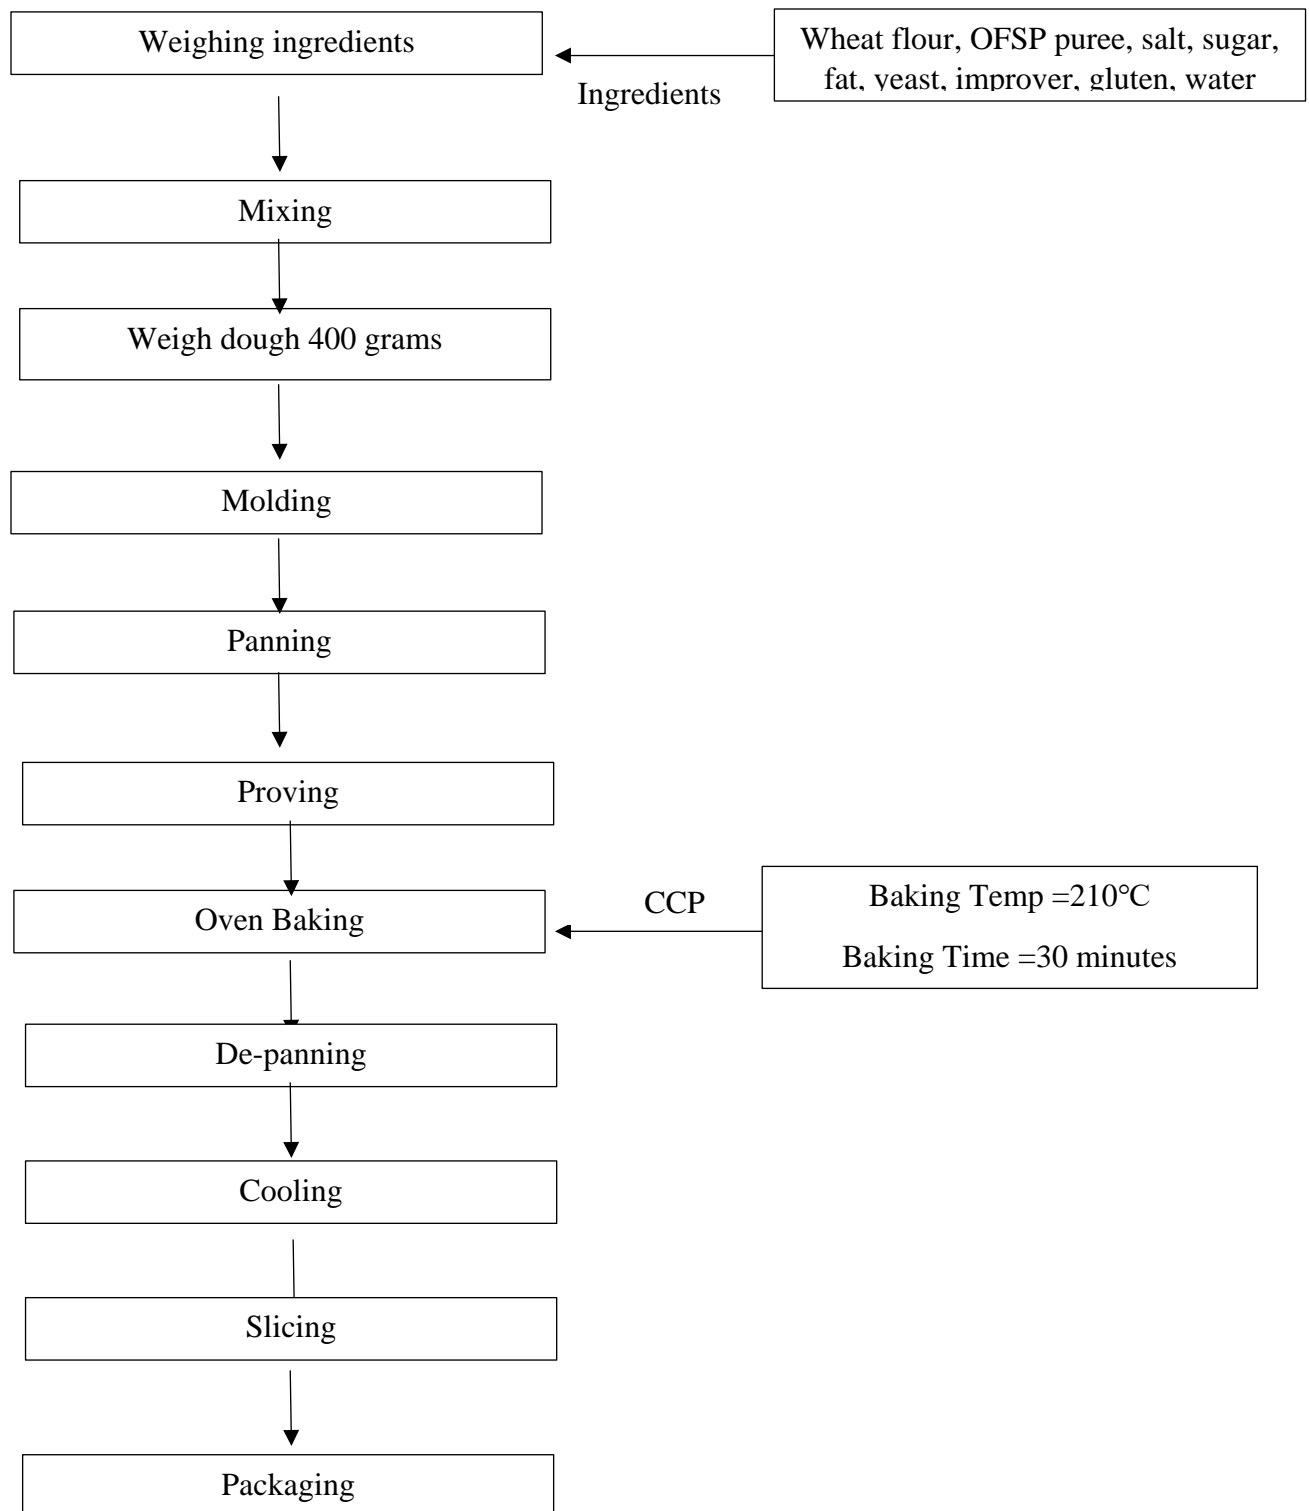 Weighing ingredients
Wheat flour, OFSP puree, salt, sugar,
fat, yeast, improver, gluten, water
Ingredients
Mixing
Weigh dough 400 grams
Molding
Panning
Proving
Oven Baking
CCP
Baking Temp =210°C
Baking Time =30 minutes
De-panning
Cooling
Slicing
Packaging